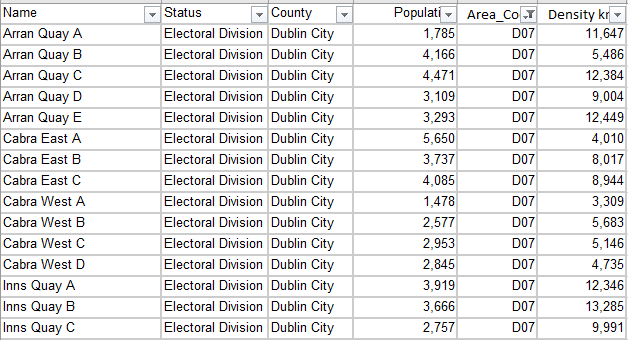 Name Status County Populati Area_Co Density kr
Arran Quay A Electoral Division Dublin City 1,785 D07 11,647
Arran Quay B Electoral Division Dublin City 4,166 D07 5,486
Arran Quay C Electoral Division Dublin City 4,471 D07 12,384
Arran Quay D Electoral Division Dublin City 3,109 D07 9,004
Arran Quay E Electoral Division Dublin City 3,293 D07 12,449
Cabra East A Electoral Division Dublin City 5,650 D07 4,010
Cabra East B Electoral Division Dublin City 3,737 D07 8,017
Cabra East C Electoral Division Dublin City 4,085 D07 8,944
Cabra West A Electoral Division Dublin City 1,478 D07 3,309
Cabra West B Electoral Division Dublin City 2,577 D07 5,683
Cabra West C Electoral Division Dublin City 2,953 D07 5,146
Cabra West D Electoral Division Dublin City 2,845 D07 4,735
Inns Quay A Electoral Division Dublin City 3,919 D07 12,346
Inns Quay B Electoral Division Dublin City 3,666 D07 13,285
Inns Quay C Electoral Division Dublin City 2,757 D07 9,991